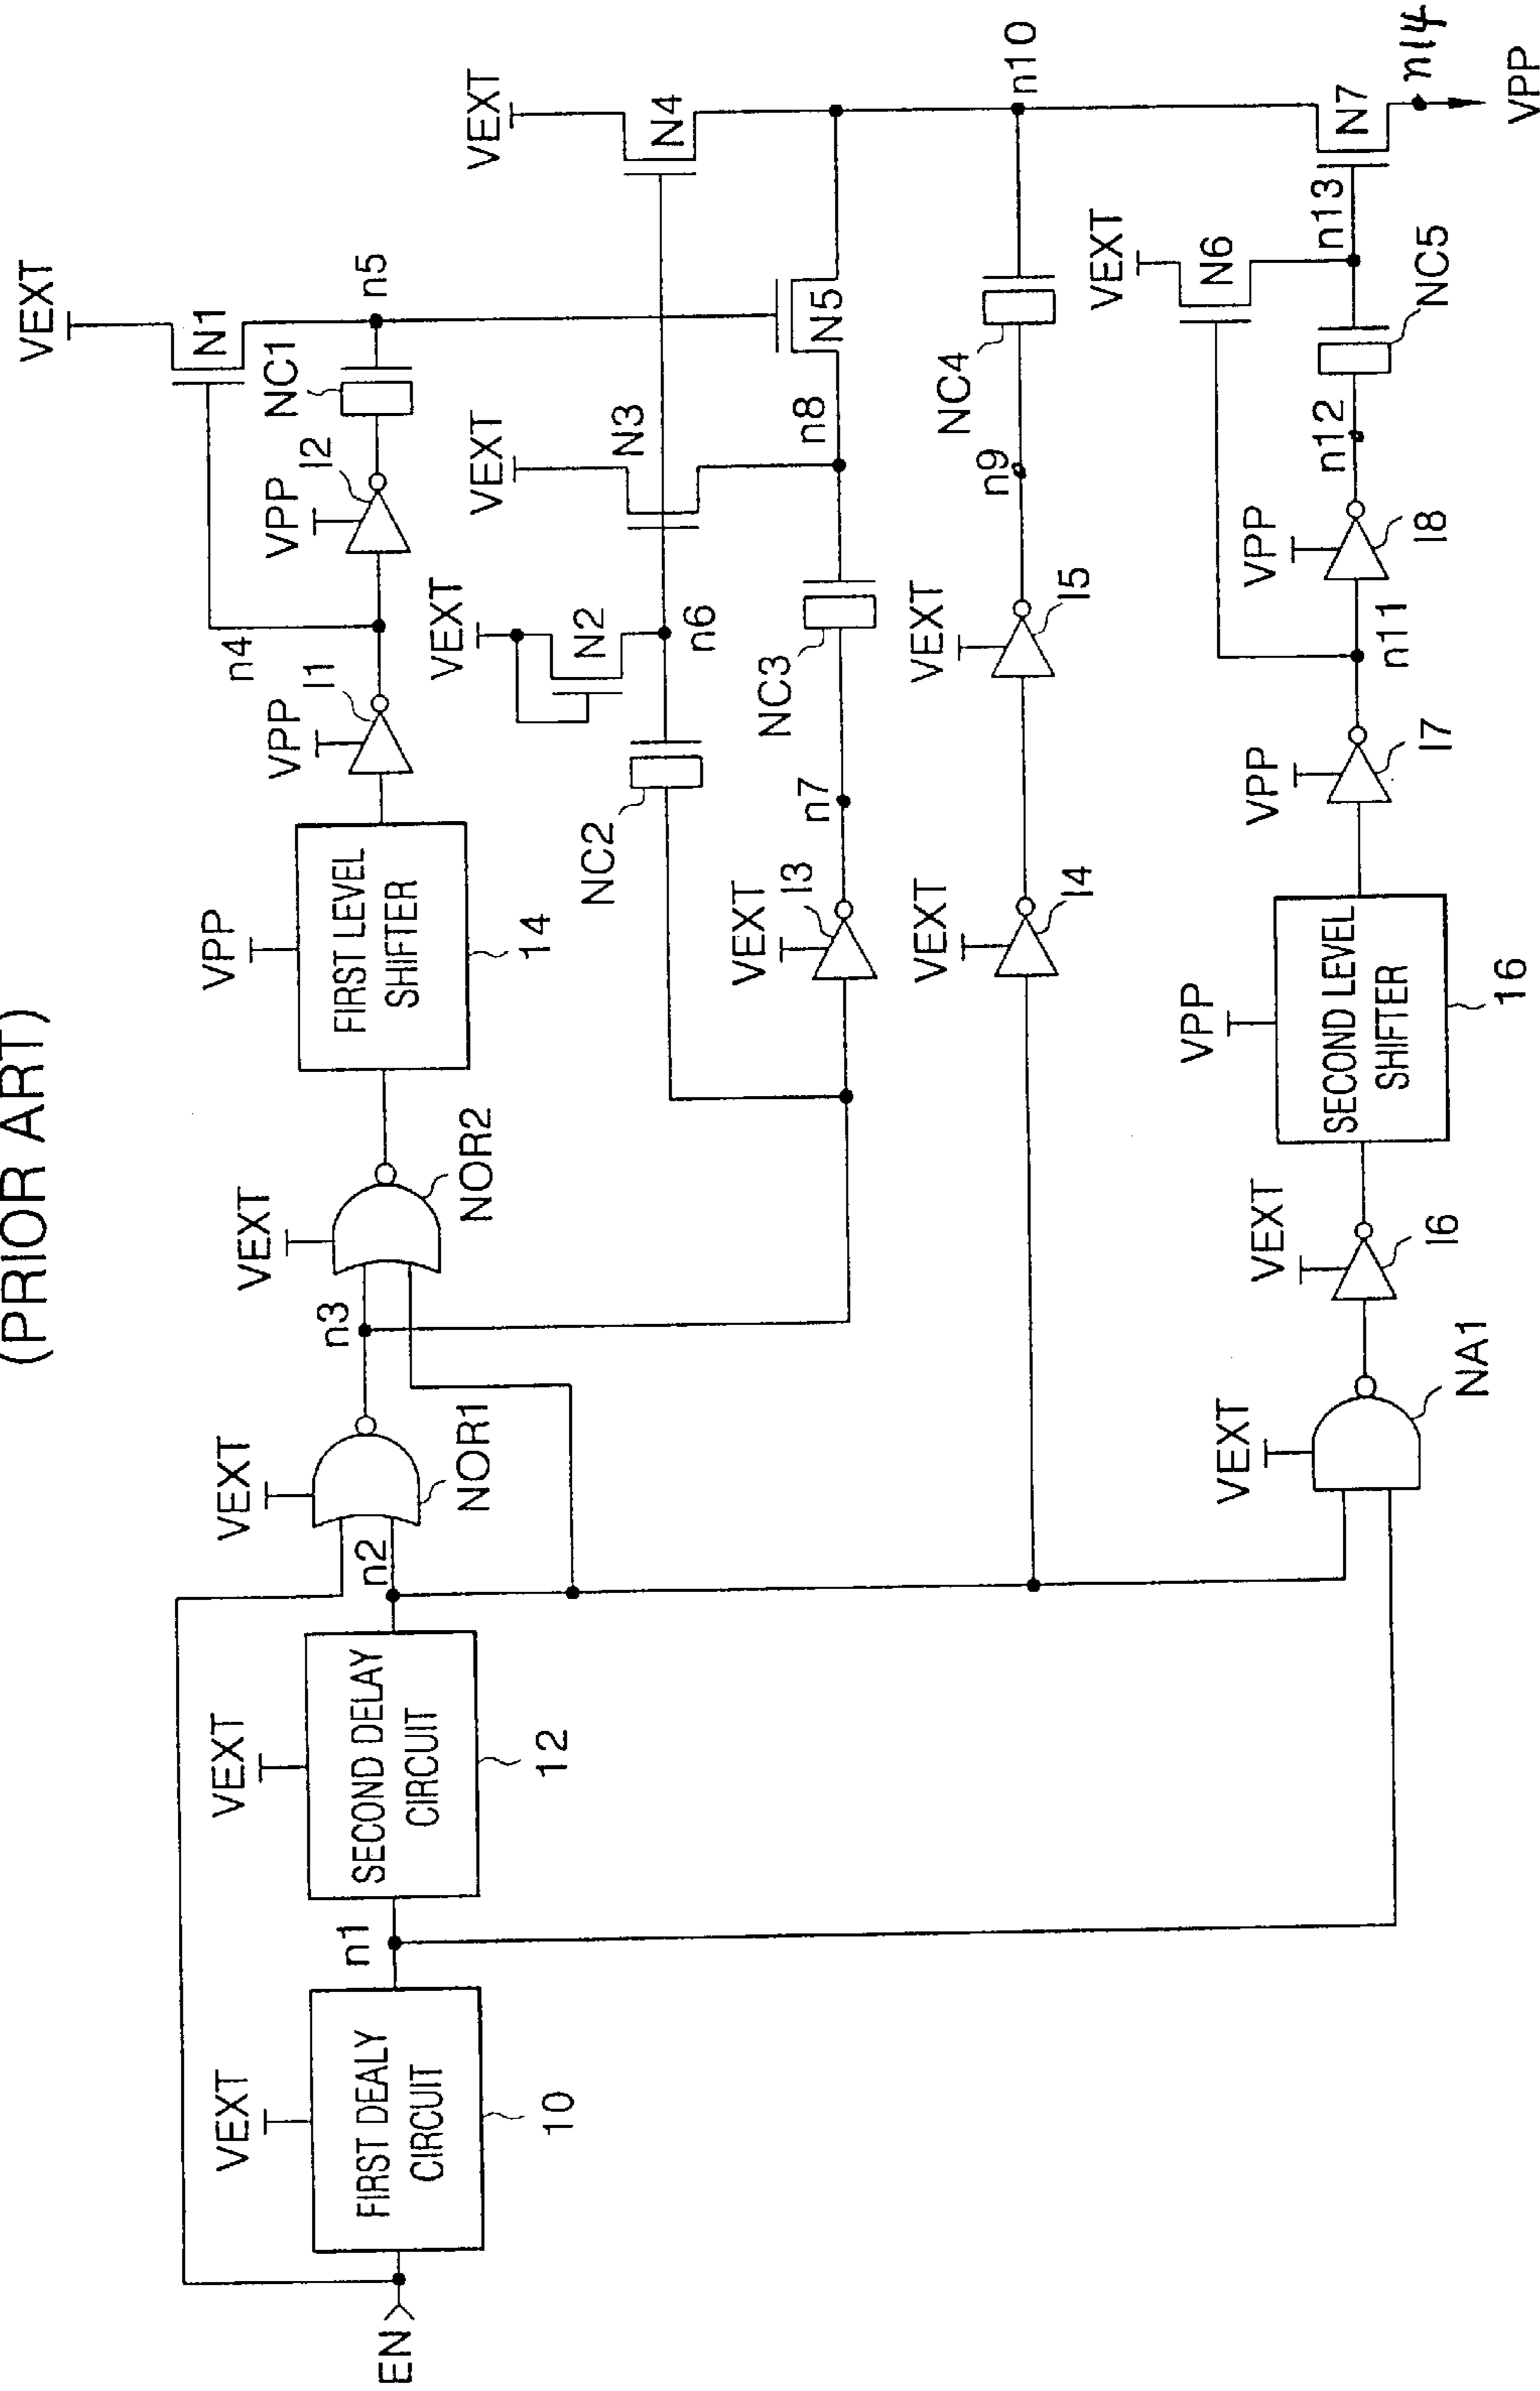 (PRIOR ART)
VEXT
N1
n5
NC1
I2
VPP
n4
I1
VPP
VPP
FIRST LEVEL
SHIFTER
14
VEXT
NOR2
n3
VEXT
NOR1
n2
VEXT
SECOND DELAY
CIRCUIT
12
n1
VEXT
FIRST DEALY
CIRCUIT
10
EN
VEXT
N4
VEXT
N3
VEXT
N2
n6
NC2
N5
n8
NC3
n7
I3
VEXT
n10
NC4
n9
I5
VEXT
I4
VEXT
N7
n14
VPP
n13
VEXT
N6
NC5
n12
VPP
I8
n11
VPP
I7
VPP
SECOND LEVEL
SHIFTER
16
VEXT
I6
VEXT
NA1